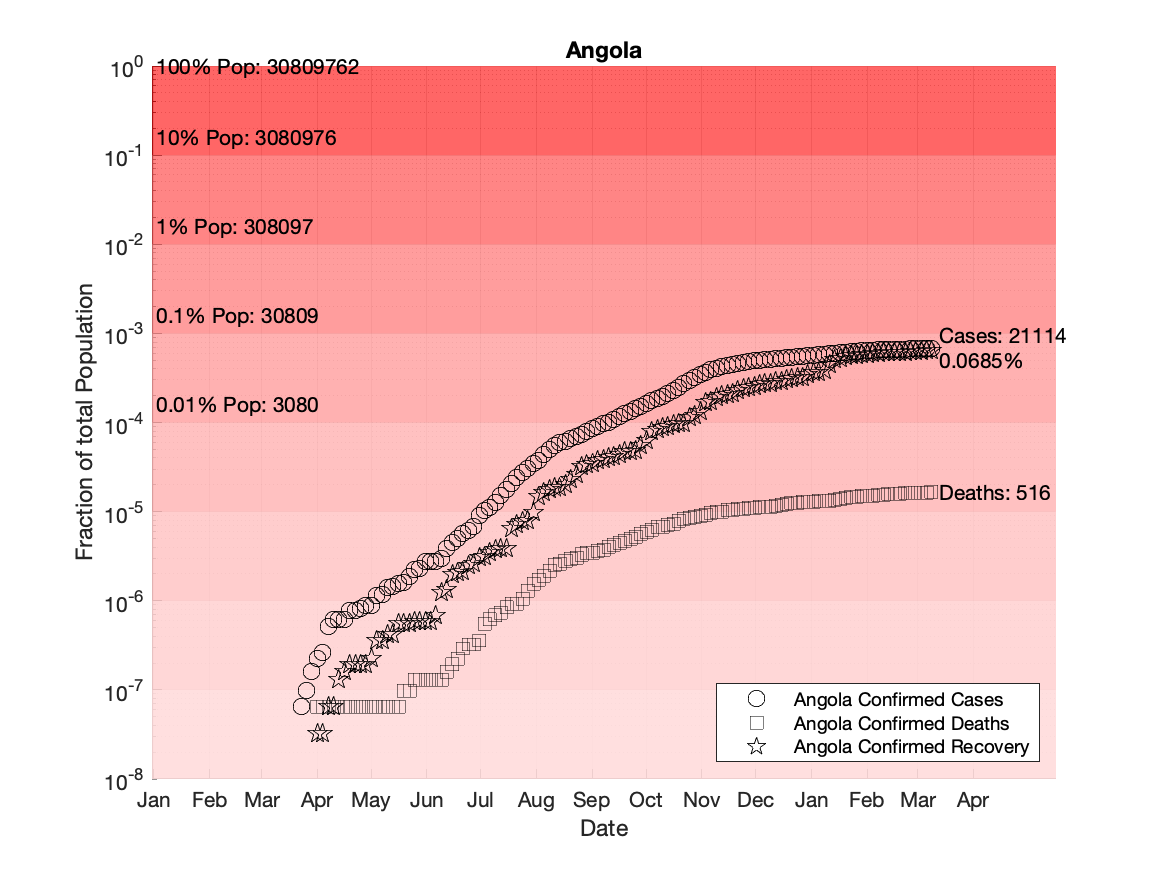 Angola
10^0
100% Pop: 30809762
10% Pop: 3080976
10^-1
1% Pop: 308097
10^-2
0.1% Pop: 30809
10^-3
Cases: 21114
0.0685%
0.01% Pop: 3080
10^-4
Deaths: 516
10^-5
10^-6
10^-7
10^-8
Fraction of total Population
Angola Confirmed Cases
Angola Confirmed Deaths
Angola Confirmed Recovery
Jan Feb Mar Apr May Jun Jul Aug Sep Oct Nov Dec Jan Feb Mar Apr
Date